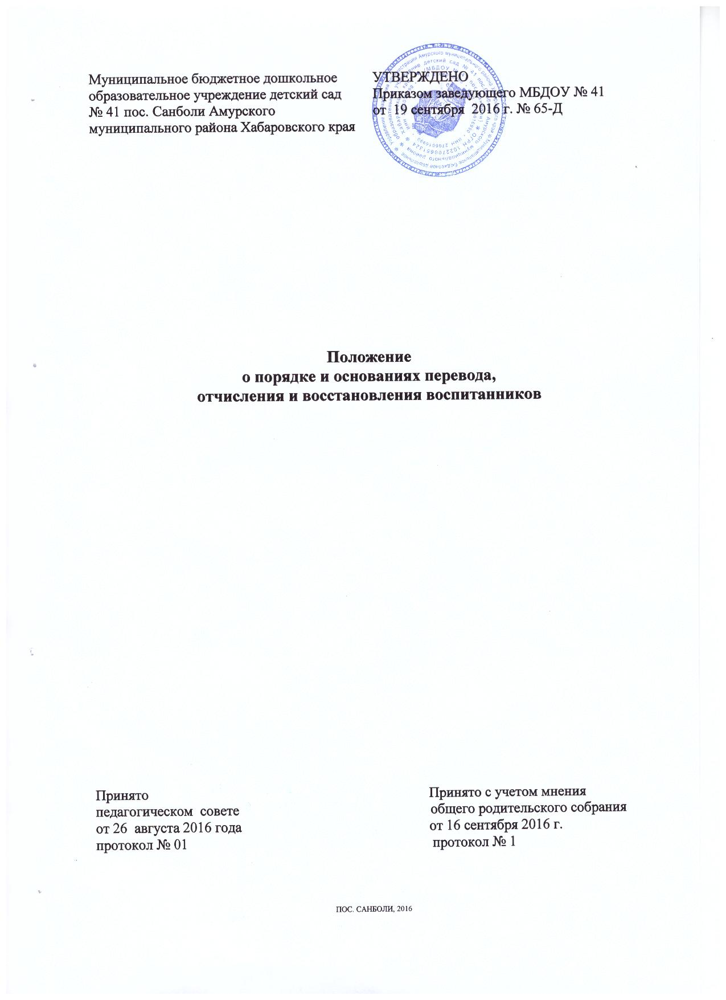 Муниципальное бюджетное дошкольное
образовательное учреждение детский сад
№ 41 пос. Санболи Амурского
муниципального района Хабаровского края
УТВЕРЖДЕНО
Приказом заведующего МБДОУ № 41
от 19 сентября 2016 г. № 65-Д
Положение
о порядке и основаниях перевода,
отчисления и восстановления воспитанников
Принято
педагогическом совете
от 26 августа 2016 года
протокол № 01
Принято с учетом мнения
общего родительского собрания
от 16 сентября 2016 г.
протокол № 1
ПОС. САНБОЛИ, 2016